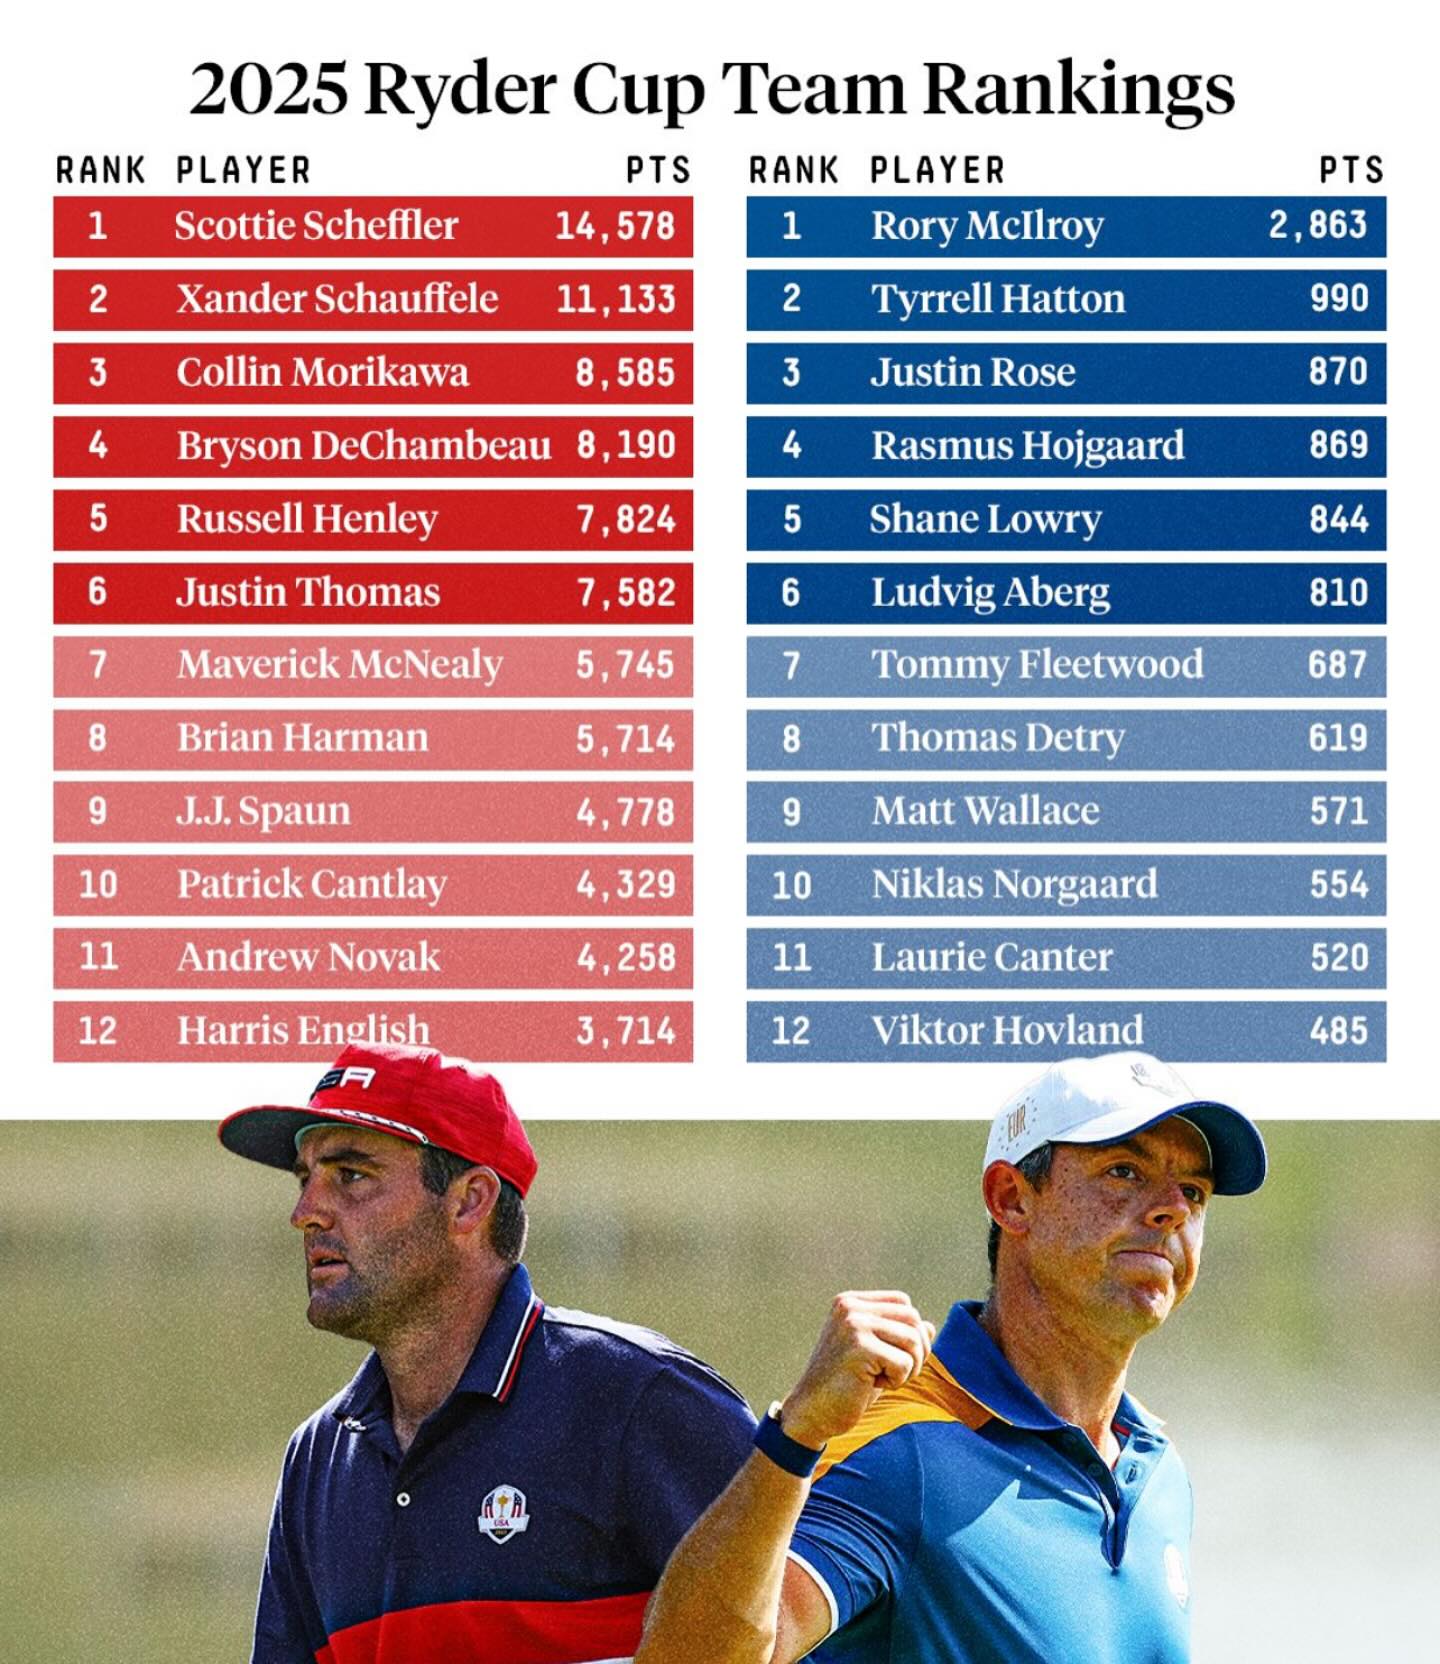 2025 Ryder Cup Team Rankings
RANK PLAYER PTS
1 Scottie Scheffler 14,578
2 Xander Schauffele 11,133
3 Collin Morikawa 8,585
4 Bryson DeChambeau 8,190
5 Russell Henley 7,824
6 Justin Thomas 7,582
7 Maverick McNealy 5,745
8 Brian Harman 5,714
9 J.J. Spaun 4,778
10 Patrick Cantlay 4,329
11 Andrew Novak 4,258
12 Harris English 3,714
RANK PLAYER PTS
1 Rory McIlroy 2,863
2 Tyrrell Hatton 990
3 Justin Rose 870
4 Rasmus Hojgaard 869
5 Shane Lowry 844
6 Ludvig Aberg 810
7 Tommy Fleetwood 687
8 Thomas Detry 619
9 Matt Wallace 571
10 Niklas Norgaard 554
11 Laurie Canter 520
12 Viktor Hovland 485
EUR
USA